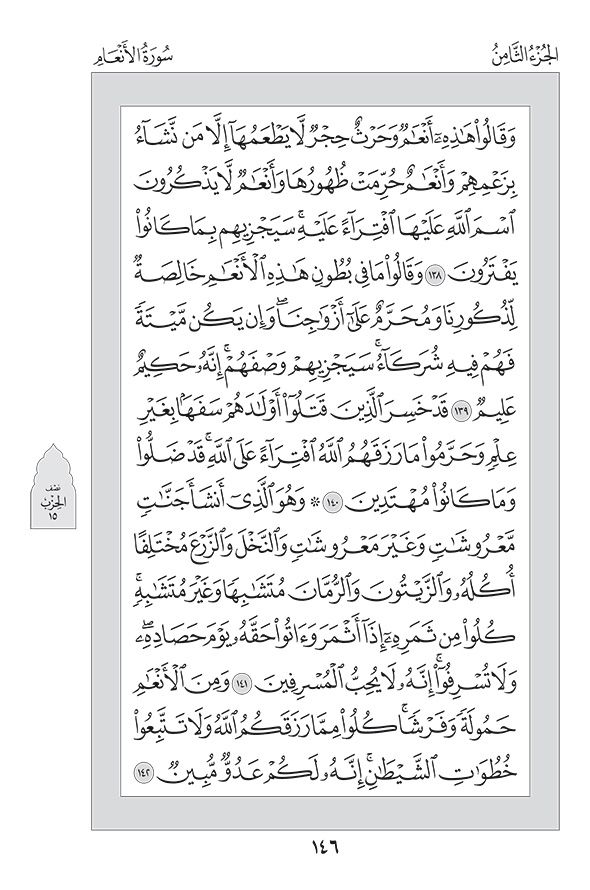 الجُزْءُ الثَّامِنُ
سُورَةُ الأَنْعَامِ
وَقَالُوا۟ هَٰذِهِۦٓ أَنْعَٰمٌ وَحَرْثٌ حِجْرٌ لَّا يَطْعَمُهَآ إِلَّا مَن نَّشَآءُ
بِزَعْمِهِمْ وَأَنْعَٰمٌ حُرِّمَتْ ظُهُورُهَا وَأَنْعَٰمٌ لَّا يَذْكُرُونَ
ٱسْمَ ٱللَّهِ عَلَيْهَا ٱفْتِرَآءً عَلَيْهِ ۚ سَيَجْزِيهِم بِمَا كَانُوا۟
يَفْتَرُونَ ١٣٨ وَقَالُوا۟ مَا فِى بُطُونِ هَٰذِهِ ٱلْأَنْعَٰمِ خَالِصَةٌ
لِّذُكُورِنَا وَمُحَرَّمٌ عَلَىٰٓ أَزْوَٰجِنَا ۖ وَإِن يَكُن مَّيْتَةً
فَهُمْ فِيهِ شُرَكَآءُ ۚ سَيَجْزِيهِمْ وَصْفَهُمْ ۚ إِنَّهُۥ حَكِيمٌ
عَلِيمٌ ١٣٩ قَدْ خَسِرَ ٱلَّذِينَ قَتَلُوٓا۟ أَوْلَٰدَهُمْ سَفَهًۢا بِغَيْرِ
عِلْمٍ وَحَرَّمُوا۟ مَا رَزَقَهُمُ ٱللَّهُ ٱفْتِرَآءً عَلَى ٱللَّهِ ۚ قَدْ ضَلُّوا۟
وَمَا كَانُوا۟ مُهْتَدِينَ ١٤٠ ۞ وَهُوَ ٱلَّذِىٓ أَنشَأَ جَنَّٰتٍ
مَّعْرُوشَٰتٍ وَغَيْرَ مَعْرُوشَٰتٍ وَٱلنَّخْلَ وَٱلزَّرْعَ مُخْتَلِفًا
أُكُلُهُۥ وَٱلزَّيْتُونَ وَٱلرُّمَّانَ مُتَشَٰبِهًا وَغَيْرَ مُتَشَٰبِهٍ ۚ
كُلُوا۟ مِن ثَمَرِهِۦٓ إِذَآ أَثْمَرَ وَءَاتُوا۟ حَقَّهُۥ يَوْمَ حَصَادِهِۦ ۖ
وَلَا تُسْرِفُوٓا۟ ۚ إِنَّهُۥ لَا يُحِبُّ ٱلْمُسْرِفِينَ ١٤١ وَمِنَ ٱلْأَنْعَٰمِ
حَمُولَةً وَفَرْشًا ۚ كُلُوا۟ مِمَّا رَزَقَكُمُ ٱللَّهُ وَلَا تَتَّبِعُوا۟
خُطُوَٰتِ ٱلشَّيْطَٰنِ ۚ إِنَّهُۥ لَكُمْ عَدُوٌّ مُّبِينٌ ١٤٢
نصف
الحزب
١٥
١٤٦